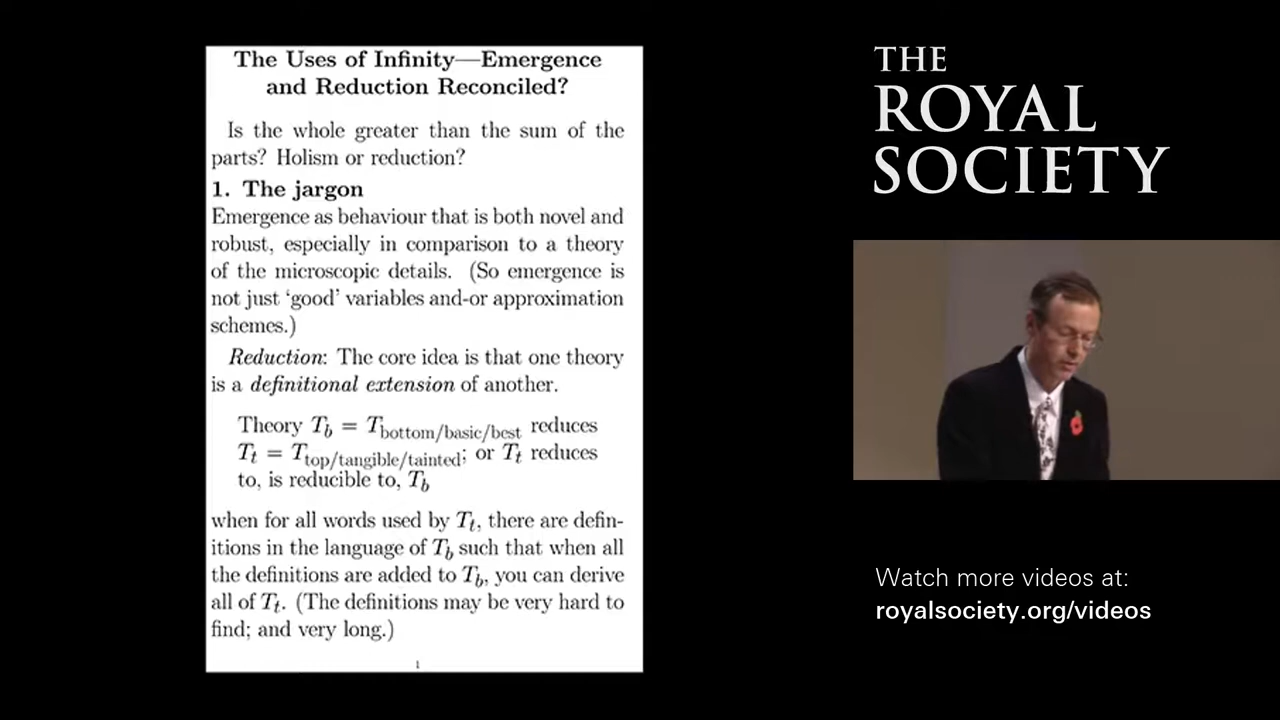 The Uses of Infinity—Emergence
and Reduction Reconciled?
Is the whole greater than the sum of the
parts? Holism or reduction?
1. The jargon
Emergence as behaviour that is both novel and
robust, especially in comparison to a theory
of the microscopic details. (So emergence is
not just ‘good’ variables and-or approximation
schemes.)
Reduction: The core idea is that one theory
is a definitional extension of another.
Theory T_b = T_bottom/basic/best reduces
T_t = T_top/tangible/tainted; or T_t reduces
to, is reducible to, T_b
when for all words used by T_t, there are defin-
itions in the language of T_b such that when all
the definitions are added to T_b, you can derive
all of T_t. (The definitions may be very hard to
find; and very long.)
1
THE
ROYAL
SOCIETY
Watch more videos at:
royalsociety.org/videos